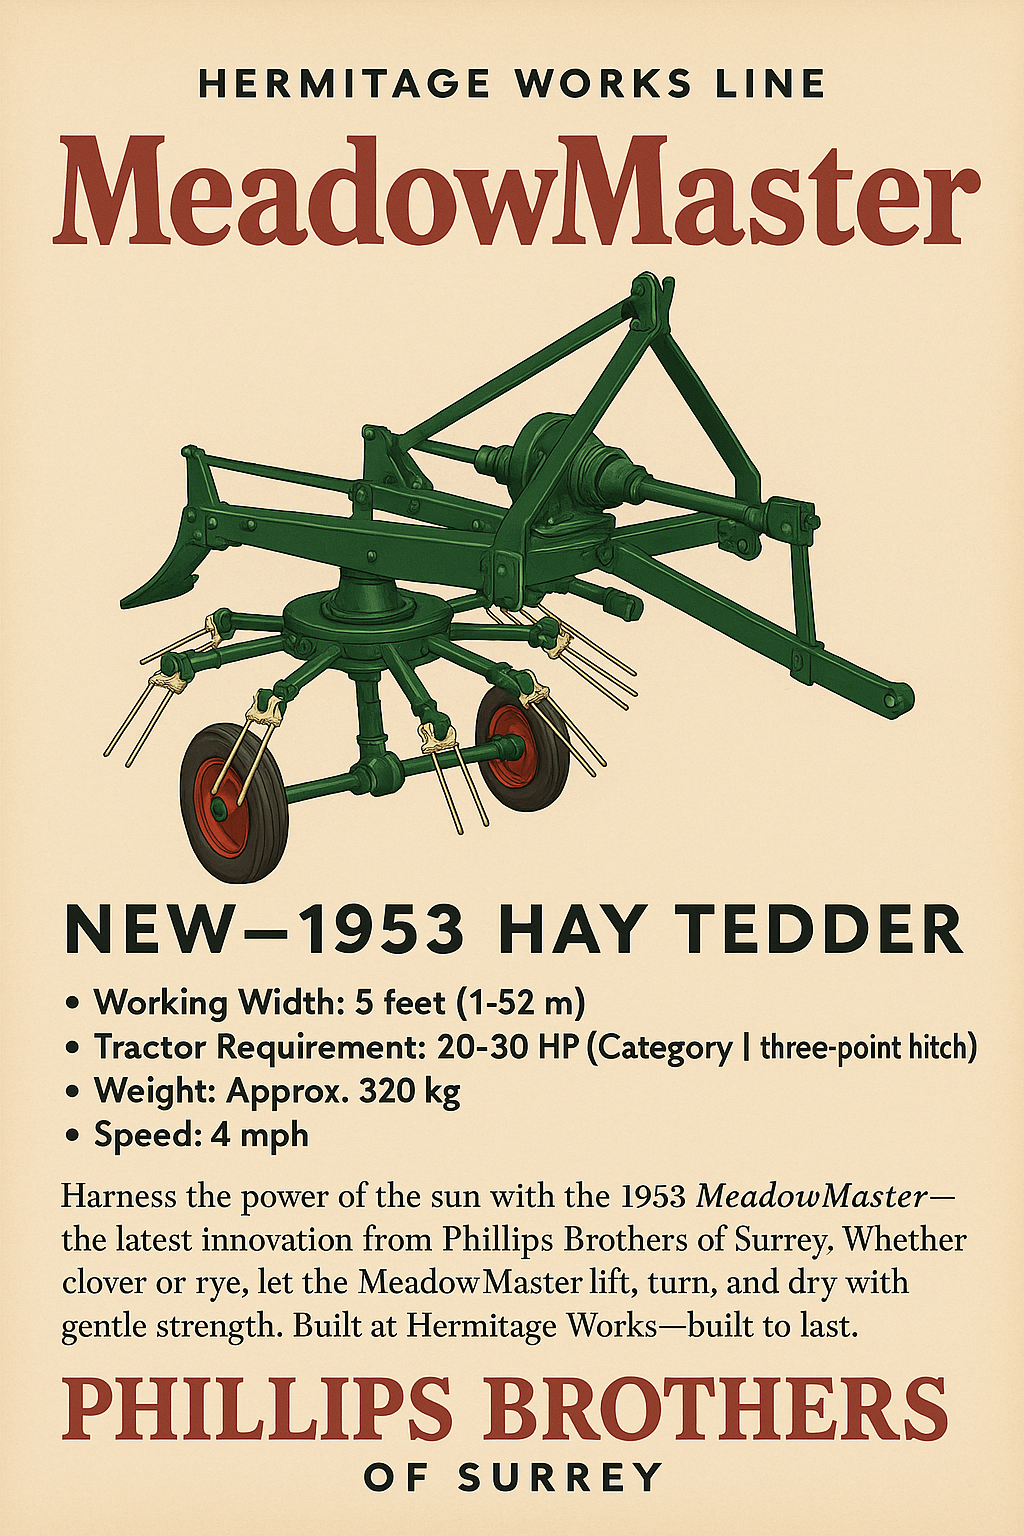 HERMITAGE WORKS LINE
MeadowMaster
NEW—1953 HAY TEDDER
• Working Width: 5 feet (1-52 m)
• Tractor Requirement: 20-30 HP (Category | three-point hitch)
• Weight: Approx. 320 kg
• Speed: 4 mph
Harness the power of the sun with the 1953 MeadowMaster—
the latest innovation from Phillips Brothers of Surrey. Whether
clover or rye, let the MeadowMaster lift, turn, and dry with
gentle strength. Built at Hermitage Works—built to last.
PHILLIPS BROTHERS
OF SURREY